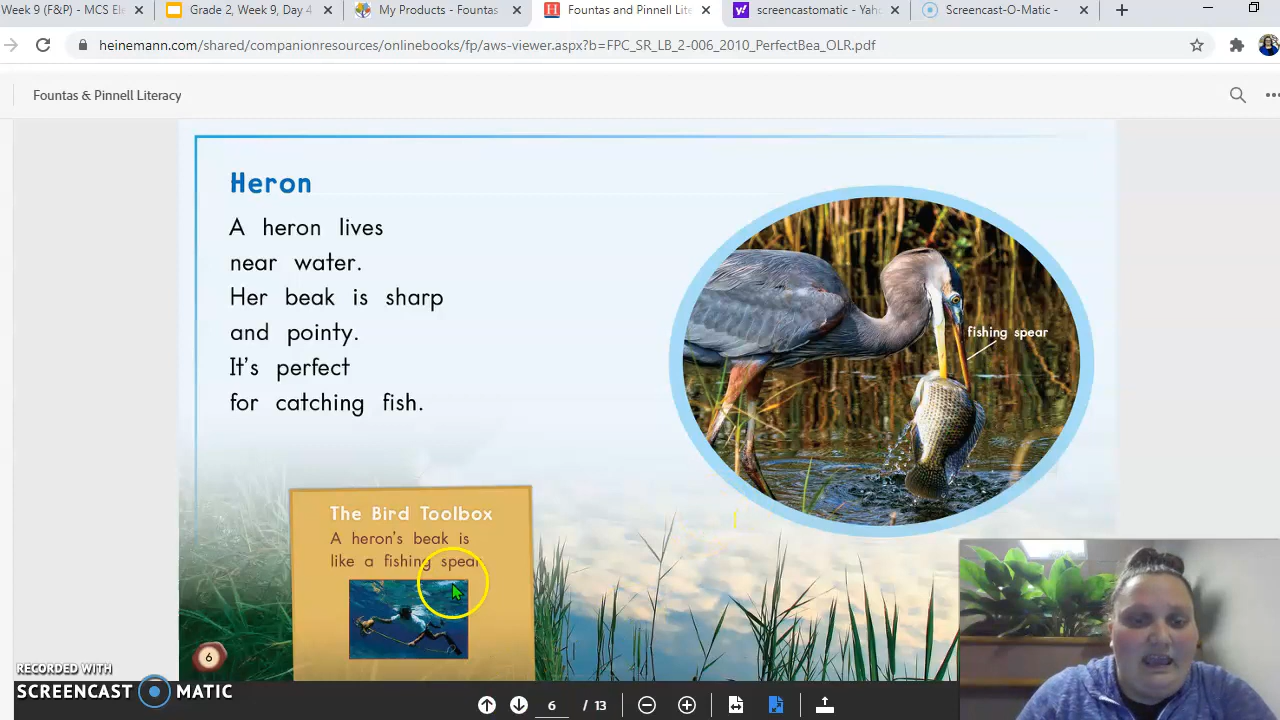 Week 9 (F&P) - MCS Ele
Grade 2, Week 9, Day 4
My Products - Fountas
Fountas and Pinnell Lite
screencastomatic - Yah
Screencast-O-Matic -
heinemann.com/shared/companionresources/onlinebooks/fp/aws-viewer.aspx?b=FPC_SR_LB_2-006_2010_PerfectBea_OLR.pdf
Fountas & Pinnell Literacy
Heron
A heron lives
near water.
Her beak is sharp
and pointy.
It's perfect
for catching fish.
fishing spear
The Bird Toolbox
A heron's beak is
like a fishing spear
6
RECORDED WITH
SCREENCAST MATIC
6 / 13